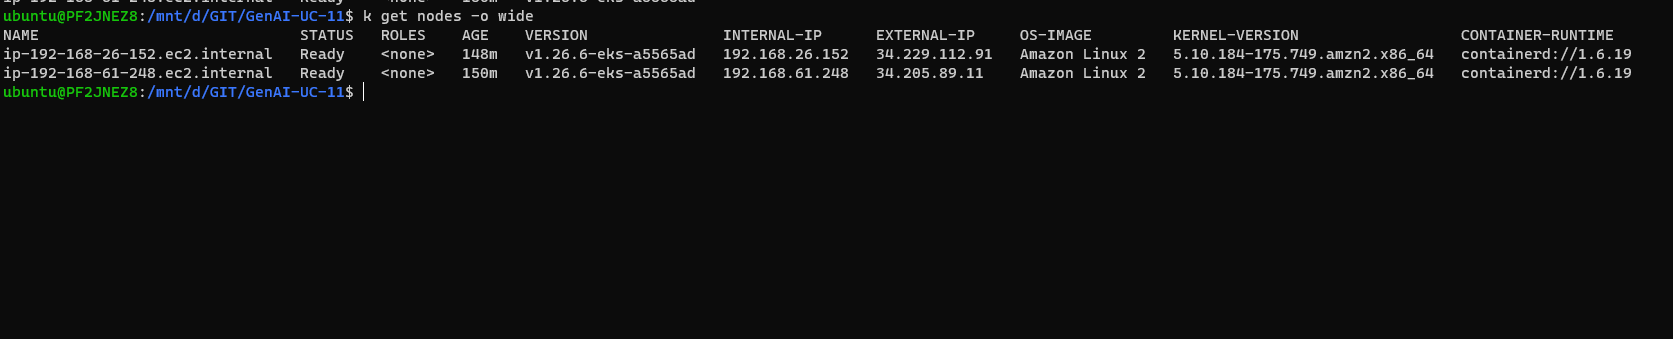 ubuntu@PF2JNEZ8:/mnt/d/GIT/GenAI-UC-11$ k get nodes -o wide
NAME STATUS ROLES AGE VERSION INTERNAL-IP EXTERNAL-IP OS-IMAGE KERNEL-VERSION CONTAINER-RUNTIME
ip-192-168-26-152.ec2.internal Ready <none> 148m v1.26.6-eks-a5565ad 192.168.26.152 34.229.112.91 Amazon Linux 2 5.10.184-175.749.amzn2.x86_64 containerd://1.6.19
ip-192-168-61-248.ec2.internal Ready <none> 150m v1.26.6-eks-a5565ad 192.168.61.248 34.205.89.11 Amazon Linux 2 5.10.184-175.749.amzn2.x86_64 containerd://1.6.19
ubuntu@PF2JNEZ8:/mnt/d/GIT/GenAI-UC-11$